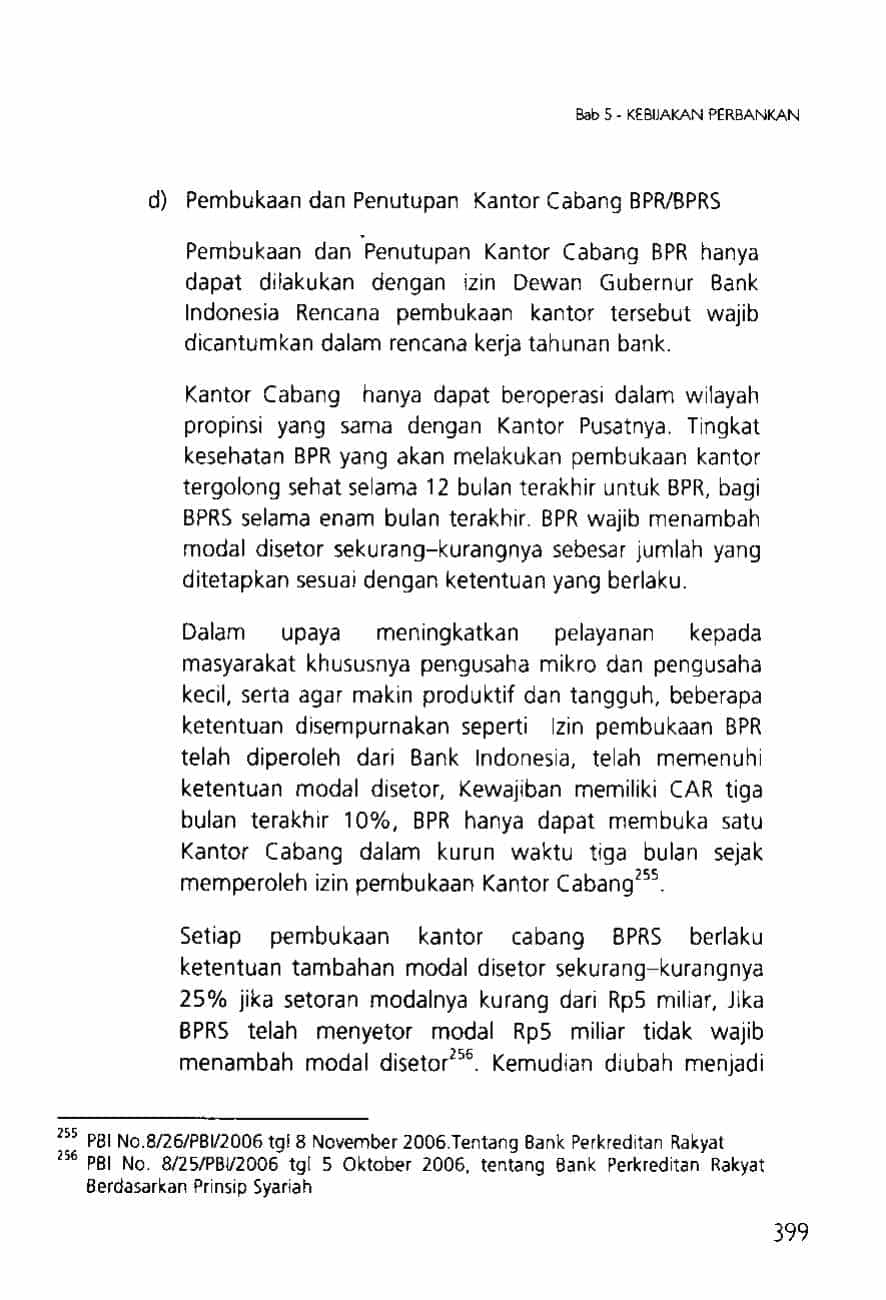 Bab 5 - KEBIJAKAN PERBANKAN
d) Pembukaan dan Penutupan Kantor Cabang BPR/BPRS
Pembukaan dan Penutupan Kantor Cabang BPR hanya
dapat dilakukan dengan izin Dewan Gubernur Bank
Indonesia Rencana pembukaan kantor tersebut wajib
dicantumkan dalam rencana kerja tahunan bank.
Kantor Cabang hanya dapat beroperasi dalam wilayah
propinsi yang sama dengan Kantor Pusatnya. Tingkat
kesehatan BPR yang akan melakukan pembukaan kantor
tergolong sehat selama 12 bulan terakhir untuk BPR, bagi
BPRS selama enam bulan terakhir. BPR wajib menambah
modal disetor sekurang–kurangnya sebesar jumlah yang
ditetapkan sesuai dengan ketentuan yang berlaku.
Dalam upaya meningkatkan pelayanan kepada
masyarakat khususnya pengusaha mikro dan pengusaha
kecil, serta agar makin produktif dan tangguh, beberapa
ketentuan disempurnakan seperti Izin pembukaan BPR
telah diperoleh dari Bank Indonesia, telah memenuhi
ketentuan modal disetor, Kewajiban memiliki CAR tiga
bulan terakhir 10%, BPR hanya dapat membuka satu
Kantor Cabang dalam kurun waktu tiga bulan sejak
memperoleh izin pembukaan Kantor Cabang²⁵⁵.
Setiap pembukaan kantor cabang BPRS berlaku
ketentuan tambahan modal disetor sekurang–kurangnya
25% jika setoran modalnya kurang dari Rp5 miliar, Jika
BPRS telah menyetor modal Rp5 miliar tidak wajib
menambah modal disetor²⁵⁶. Kemudian diubah menjadi
²⁵⁵ PBI No.8/26/PBI/2006 tgl 8 November 2006.Tentang Bank Perkreditan Rakyat
²⁵⁶ PBI No. 8/25/PBI/2006 tgl 5 Oktober 2006, tentang Bank Perkreditan Rakyat
Berdasarkan Prinsip Syariah
399